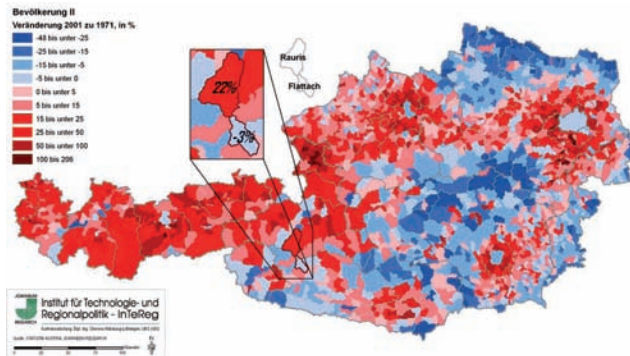 Bevölkerung II
Veränderung 2001 zu 1971, in %
-48 bis unter -25
-25 bis unter -15
-15 bis unter -5
-5 bis unter 0
0 bis unter 5
5 bis unter 15
15 bis unter 25
25 bis unter 50
50 bis unter 100
100 bis 206
22%
-3%
Rauris
Flattach
JOANNEUM
RESEARCH
Institut für Technologie- und
Regionalpolitik - InTeReg